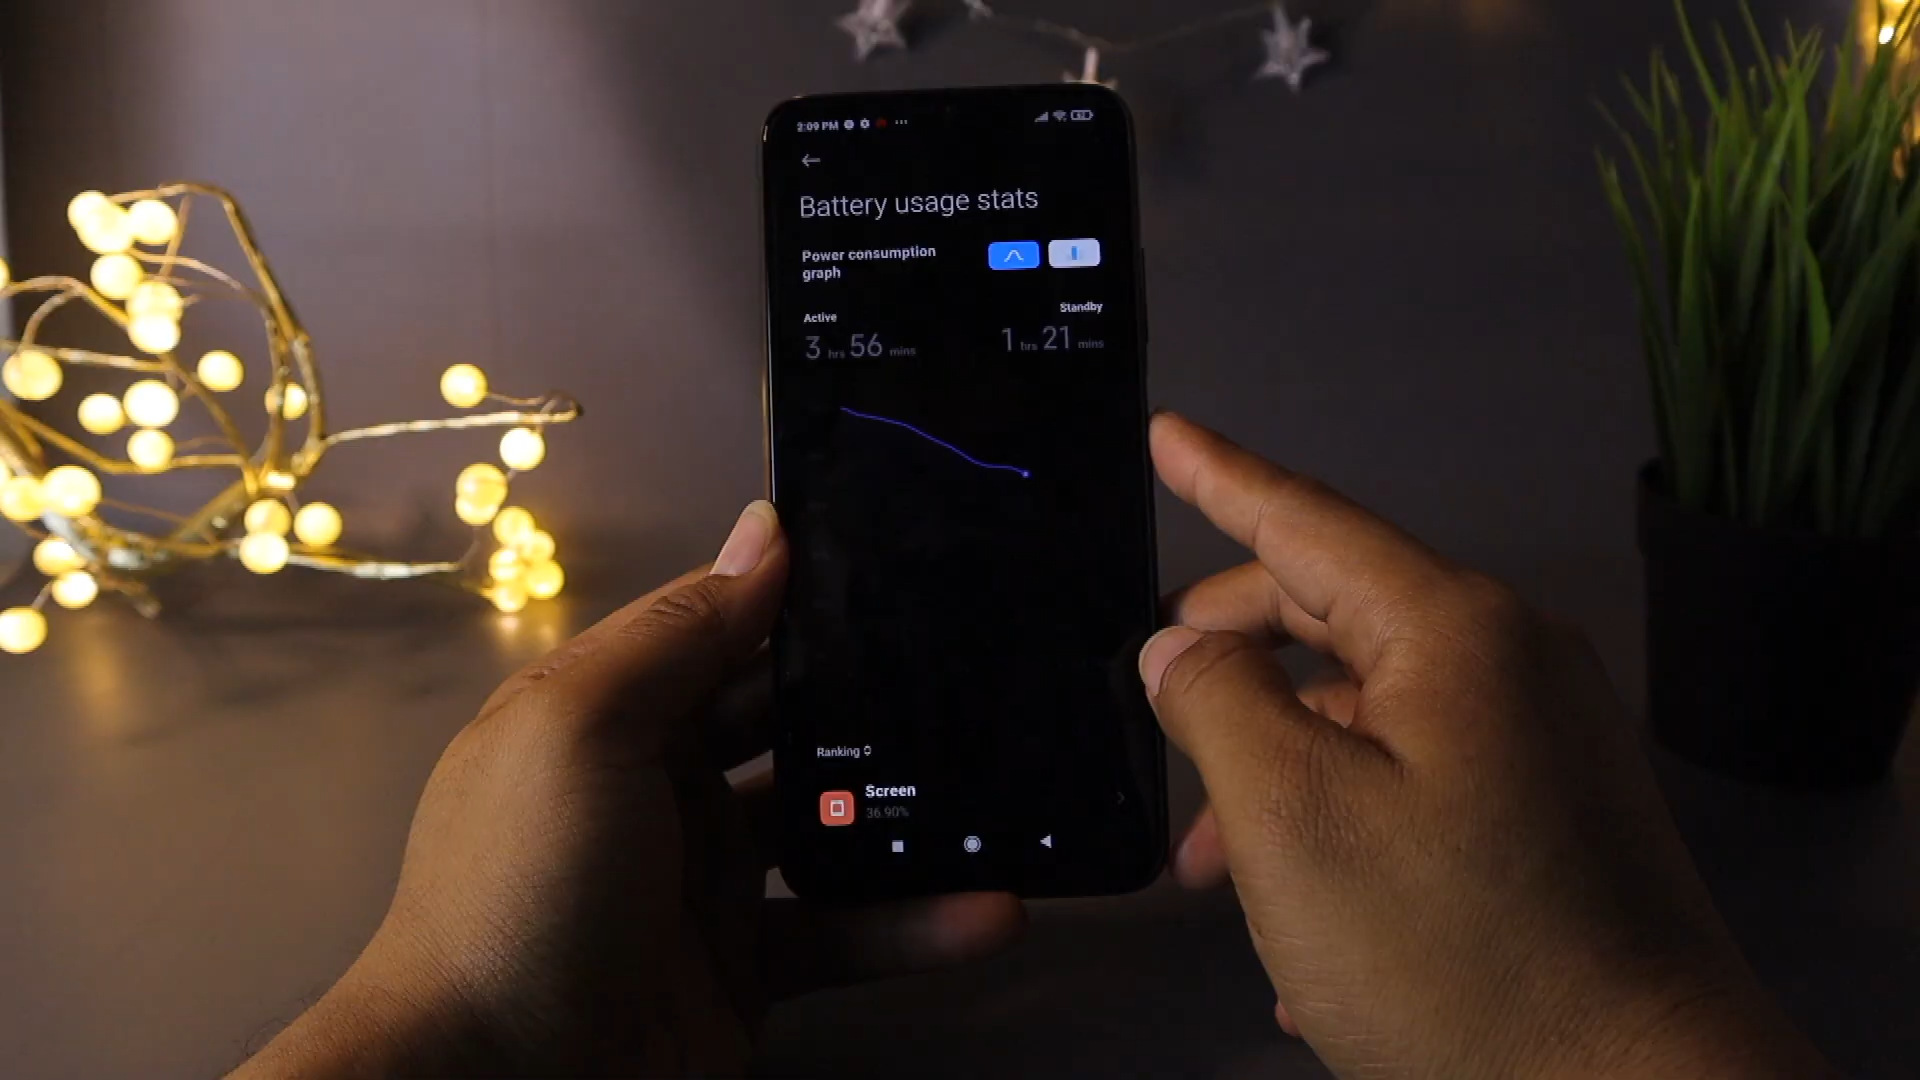 2:09 PM
Battery usage stats
Power consumption
graph
Active
Standby
3 hrs 56 mins
1 hrs 21 mins
Ranking
Screen
36.90%